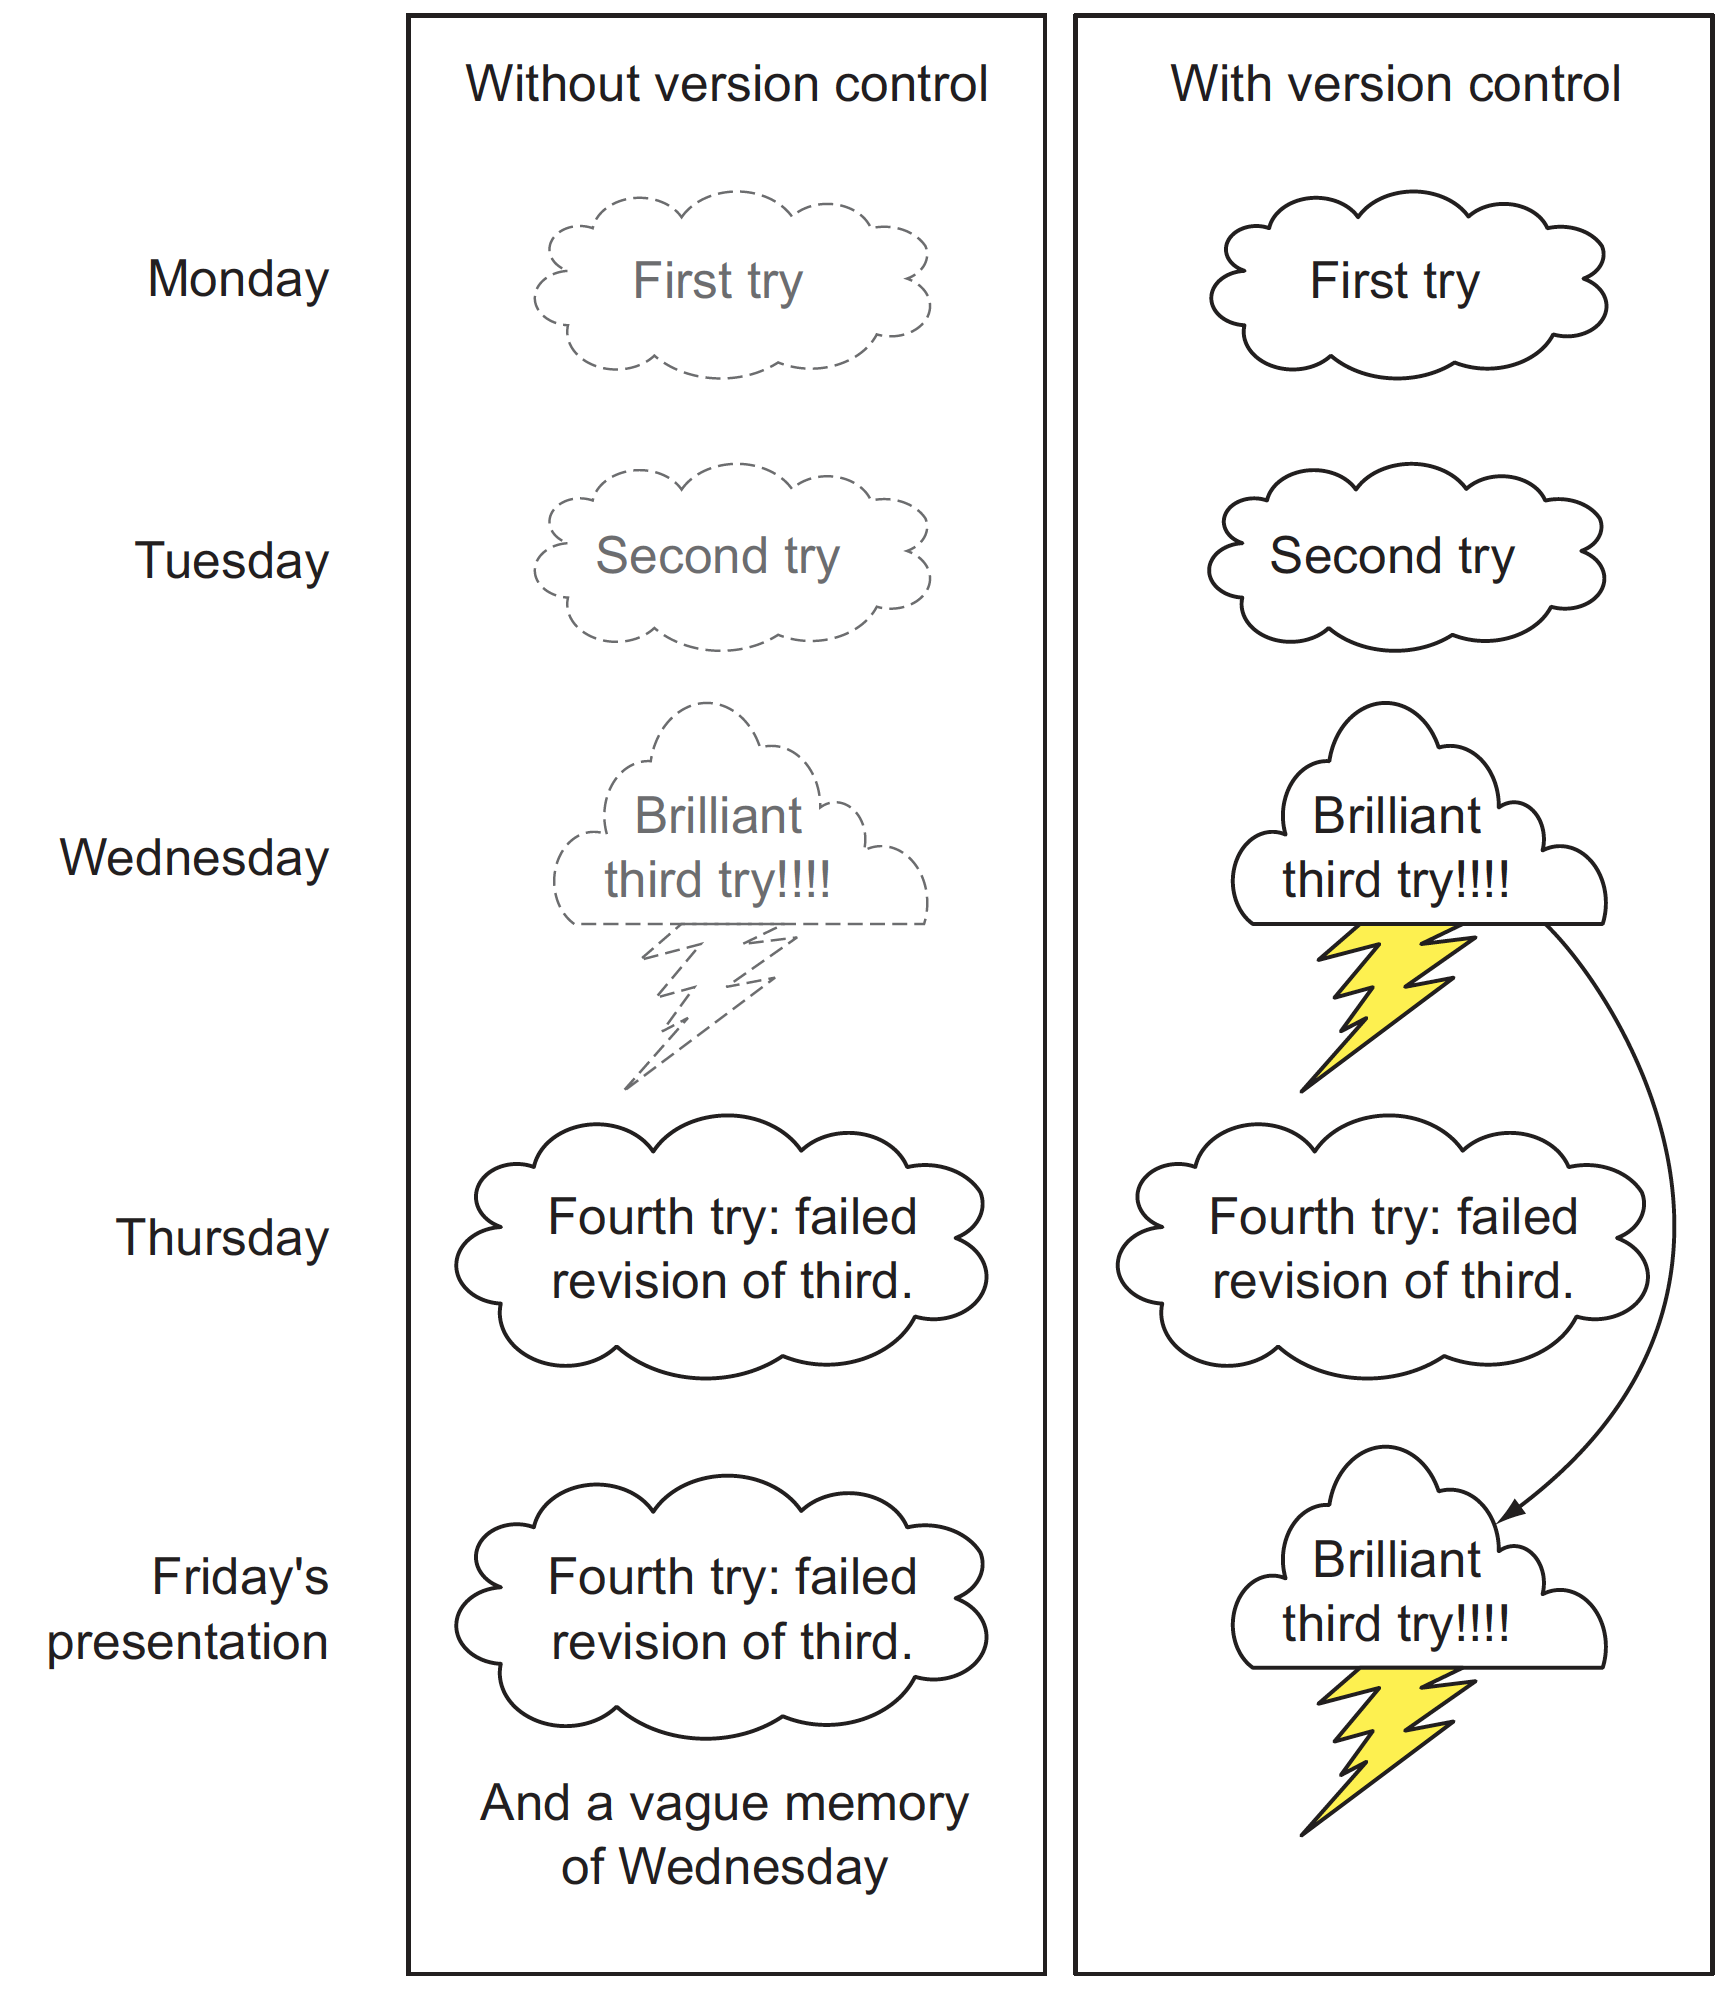 Without version control
With version control
Monday
First try
First try
Tuesday
Second try
Second try
Wednesday
Brilliant
third try!!!!
Brilliant
third try!!!!
Thursday
Fourth try: failed
revision of third.
Fourth try: failed
revision of third.
Friday's
presentation
Fourth try: failed
revision of third.
Brilliant
third try!!!!
And a vague memory
of Wednesday